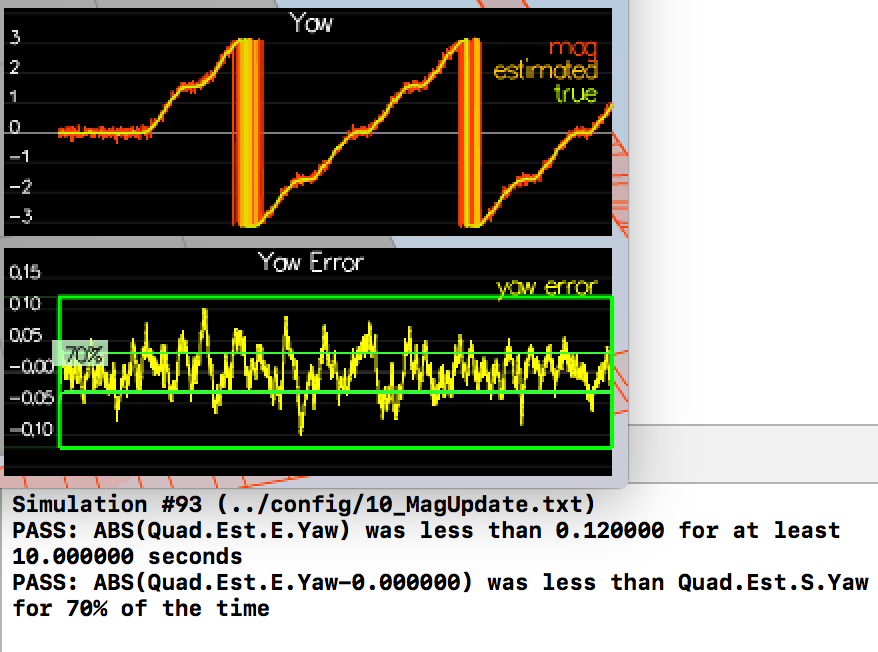 Yaw
3
mag
2
estimated
1
true
0
−1
−2
−3
Yaw Error
0.15
yaw error
0.10
0.05
70%
−0.00
−0.05
−0.10
Simulation #93 (../config/10_MagUpdate.txt)
PASS: ABS(Quad.Est.E.Yaw) was less than 0.120000 for at least
10.000000 seconds
PASS: ABS(Quad.Est.E.Yaw-0.000000) was less than Quad.Est.S.Yaw
for 70% of the time